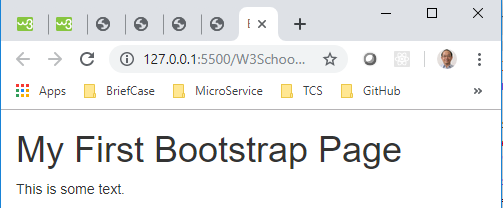 127.0.0.1:5500/W3Schoo...
Apps BriefCase MicroService TCS GitHub »
My First Bootstrap Page
This is some text.